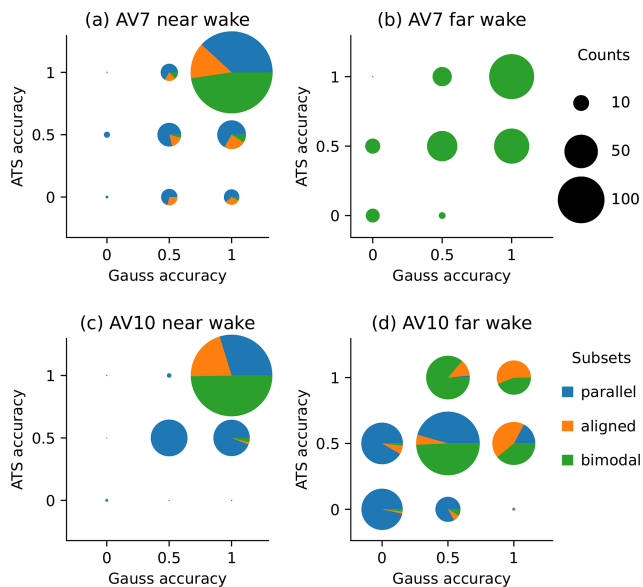 (a) AV7 near wake
(b) AV7 far wake
ATS accuracy
1
0.5
0
0
0.5
1
Gauss accuracy
ATS accuracy
1
0.5
0
0
0.5
1
Gauss accuracy
Counts
10
50
100
(c) AV10 near wake
(d) AV10 far wake
ATS accuracy
1
0.5
0
0
0.5
1
Gauss accuracy
ATS accuracy
1
0.5
0
0
0.5
1
Gauss accuracy
Subsets
parallel
aligned
bimodal